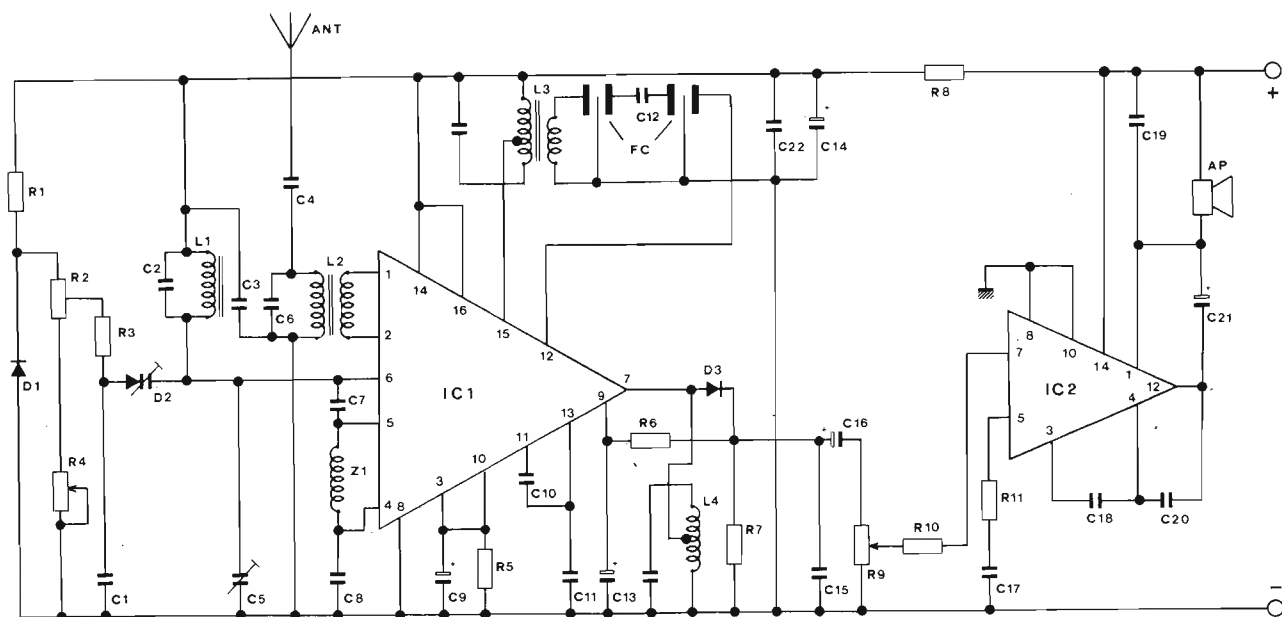 ANT
R1
R2
R3
R4
D1
D2
C1
C2
L1
C3
C4
C5
C6
L2
C7
Z1
C8
1
2
6
5
4
8
3
10
11
13
9
7
12
15
16
14
IC1
L3
C12
FC
C22
+
C14
R8
+
C9
R5
C10
C11
+
C13
R6
D3
L4
R7
C15
+
C16
R9
R10
R11
C17
7
5
3
4
12
1
14
10
8
IC2
C18
C20
C19
AP
+
C21
+
−